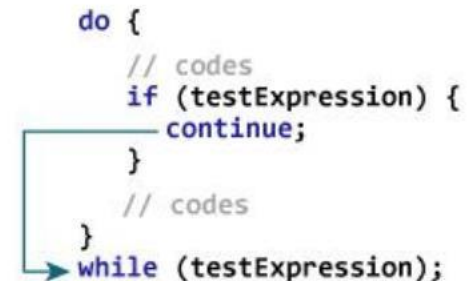 do {
// codes
if (testExpression) {
continue;
}
// codes
}
while (testExpression);